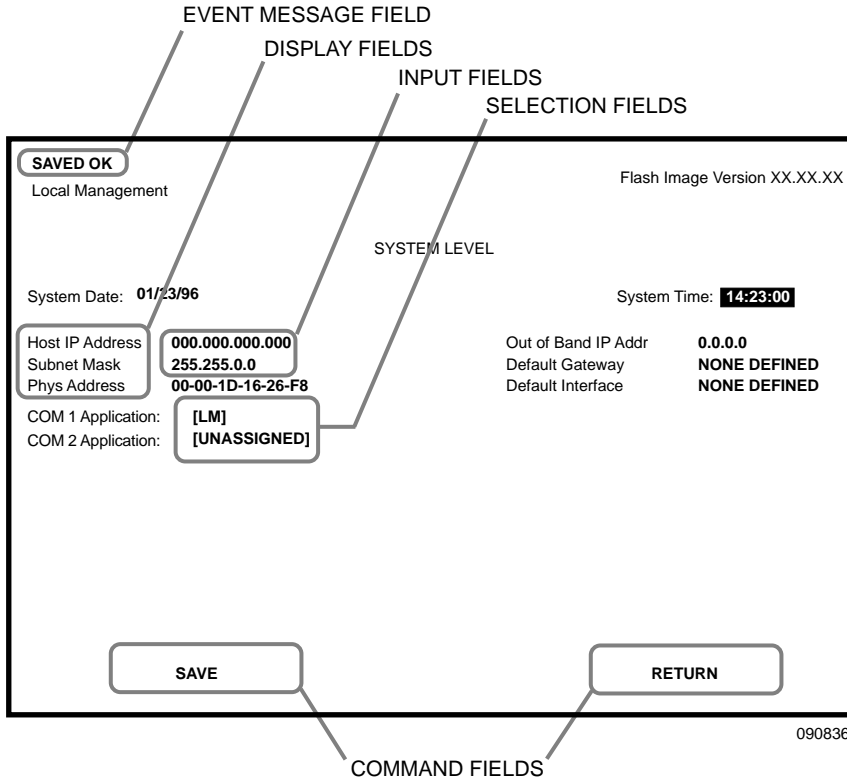 EVENT MESSAGE FIELD
DISPLAY FIELDS
INPUT FIELDS
SELECTION FIELDS
SAVED OK
Local Management
Flash Image Version XX.XX.XX
SYSTEM LEVEL
System Date: 01/23/96
System Time: 14:23:00
Host IP Address 000.000.000.000
Out of Band IP Addr 0.0.0.0
Subnet Mask 255.255.0.0
Default Gateway NONE DEFINED
Phys Address 00-00-1D-16-26-F8
Default Interface NONE DEFINED
COM 1 Application: [LM]
COM 2 Application: [UNASSIGNED]
SAVE
RETURN
090836
COMMAND FIELDS